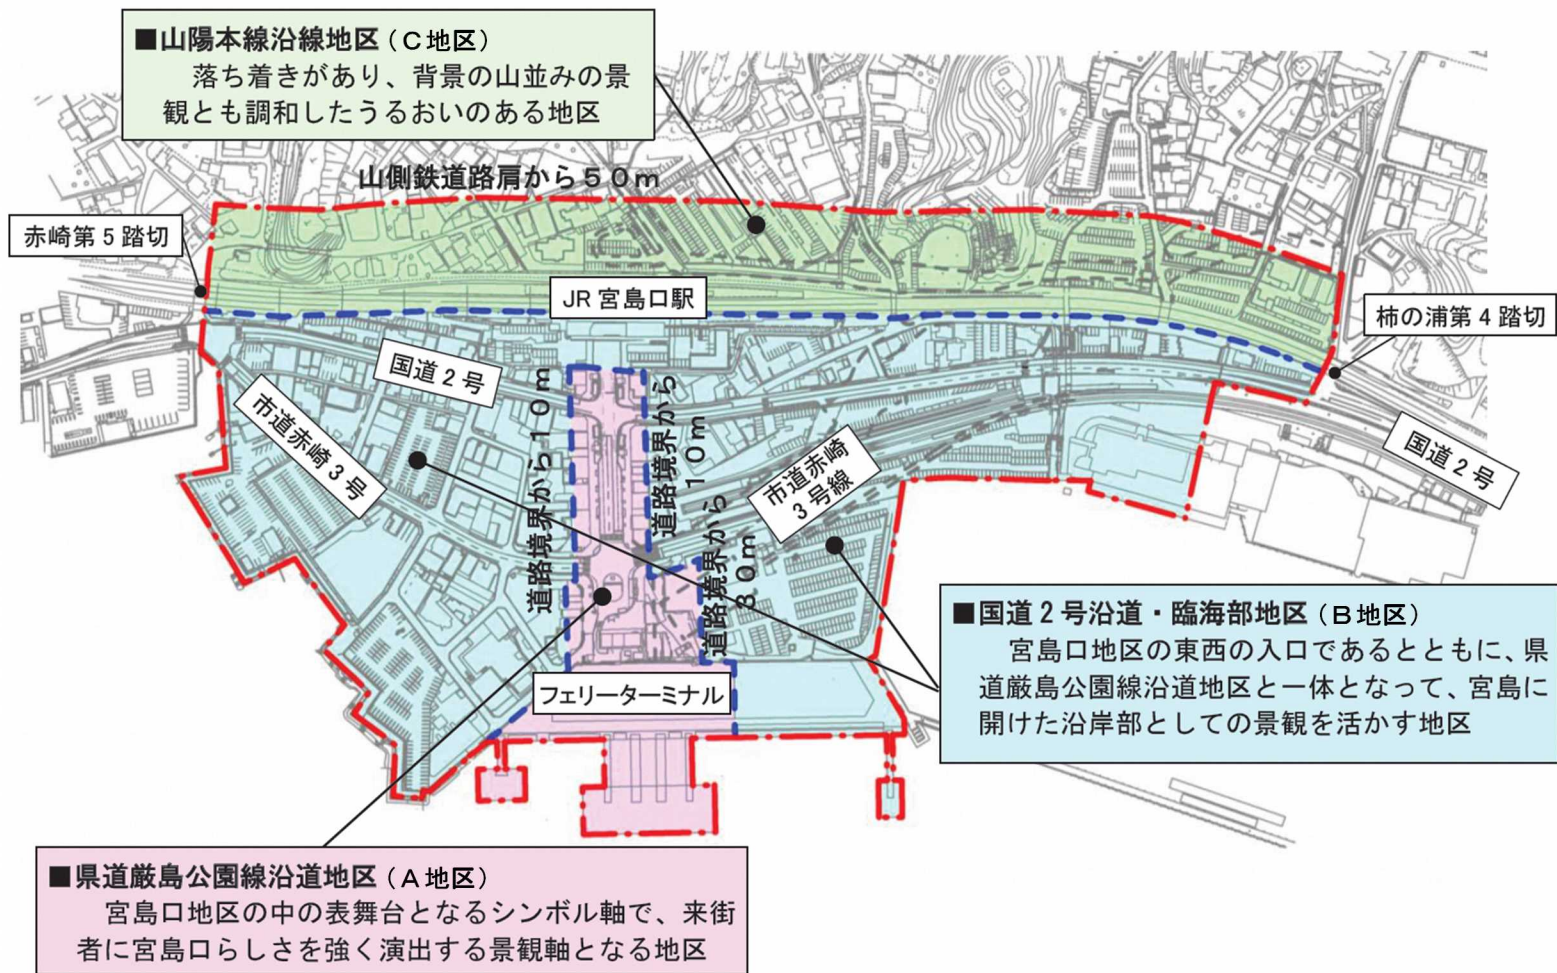 ■山陽本線沿線地区（C地区）
落ち着きがあり、背景の山並みの景
観とも調和したうるおいのある地区
山側鉄道路肩から５０ｍ
赤崎第５踏切
JR宮島口駅
柿の浦第４踏切
国道２号
市道赤崎３号
道路境界から１０ｍ
道路境界から
１０ｍ
市道赤崎
３号線
国道２号
道路境界から
３０ｍ
フェリーターミナル
■国道２号沿道・臨海部地区（B地区）
宮島口地区の東西の入口であるとともに、県
道厳島公園線沿道地区と一体となって、宮島に
開けた沿岸部としての景観を活かす地区
■県道厳島公園線沿道地区（A地区）
宮島口地区の中の表舞台となるシンボル軸で、来街
者に宮島口らしさを強く演出する景観軸となる地区